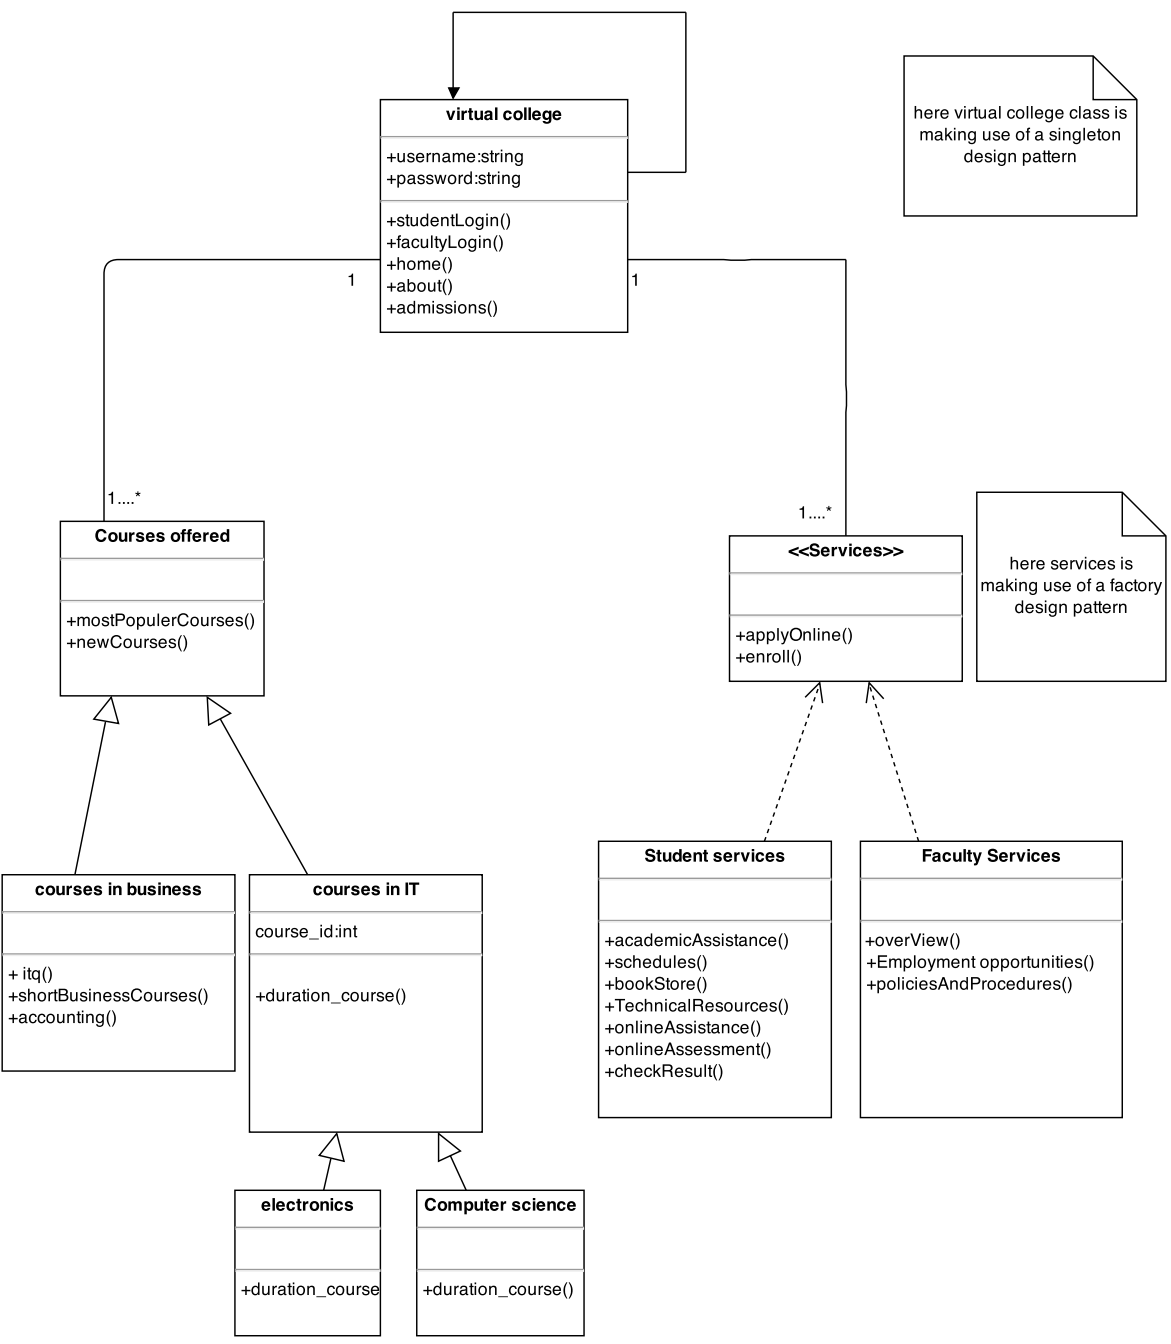 virtual college
+username:string
+password:string
+studentLogin()
+facultyLogin()
+home()
+about()
+admissions()
here virtual college class is
making use of a singleton
design pattern
1
1
1....*
1....*
Courses offered
+mostPopulerCourses()
+newCourses()
<<Services>>
+applyOnline()
+enroll()
here services is
making use of a factory
design pattern
courses in business
+ itq()
+shortBusinessCourses()
+accounting()
courses in IT
course_id:int
+duration_course()
Student services
+academicAssistance()
+schedules()
+bookStore()
+TechnicalResources()
+onlineAssistance()
+onlineAssessment()
+checkResult()
Faculty Services
+overView()
+Employment opportunities()
+policiesAndProcedures()
electronics
+duration_course
Computer science
+duration_course()